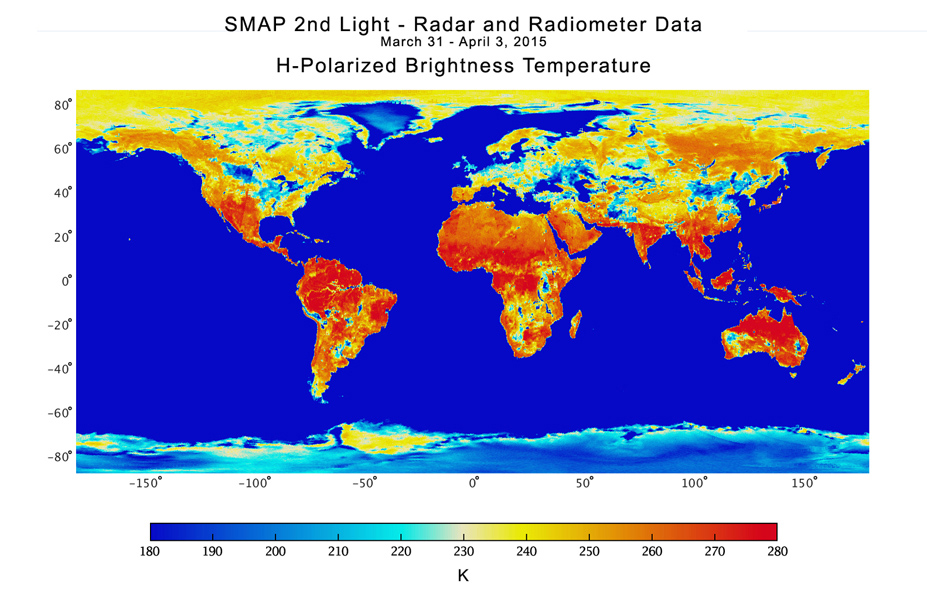 SMAP 2nd Light - Radar and Radiometer Data
March 31 - April 3, 2015
H-Polarized Brightness Temperature
80°
60°
40°
20°
0°
−20°
−40°
−60°
−80°
−150° −100° −50° 0° 50° 100° 150°
180 190 200 210 220 230 240 250 260 270 280
K